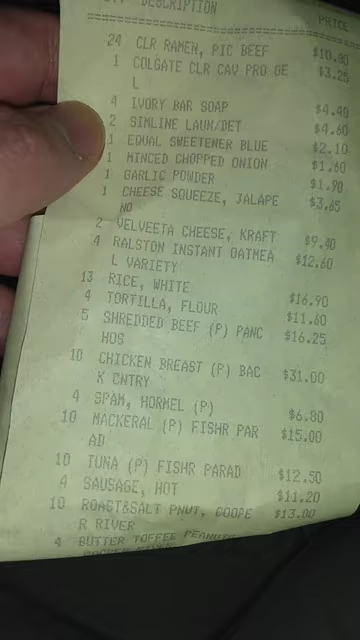 DESCRIPTION PRICE
24 CLR RAMEN, PIC BEEF $10.80
1 COLGATE CLR CAV PRO GE $3.25
L
4 IVORY BAR SOAP $4.40
2 SIMLINE LAUN/DET $4.60
1 EQUAL SWEETENER BLUE $2.10
1 MINCED CHOPPED ONION $1.60
1 GARLIC POWDER $1.90
1 CHEESE SQUEEZE, JALAPE $3.65
NO
2 VELVEETA CHEESE, KRAFT $9.40
4 RALSTON INSTANT OATMEA $12.60
L VARIETY
13 RICE, WHITE $16.90
4 TORTILLA, FLOUR $11.60
5 SHREDDED BEEF (P) PANC $16.25
HOS
10 CHICKEN BREAST (P) BAC $31.00
K CNTRY
4 SPAM, HORMEL (P) $6.80
10 MACKERAL (P) FISHR PAR $15.00
AD
10 TUNA (P) FISHR PARAD $12.50
4 SAUSAGE, HOT $11.20
10 ROAST&SALT PNUT, COOPE $13.00
R RIVER
4 BUTTER TOFFEE PEANUT